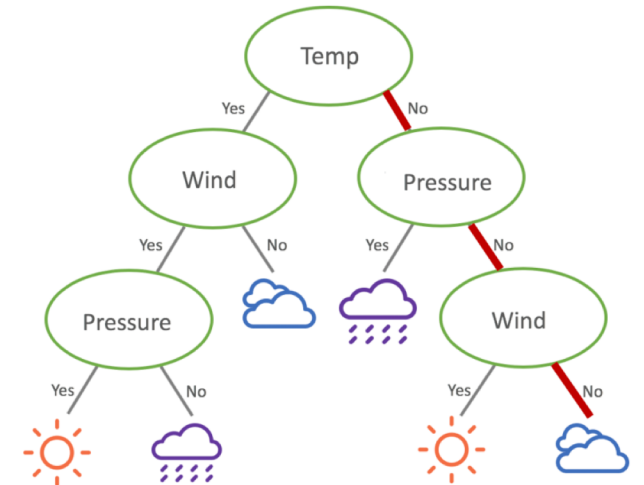 Temp
Yes
No
Wind
Pressure
Yes
No
Yes
No
Pressure
Wind
Yes
No
Yes
No